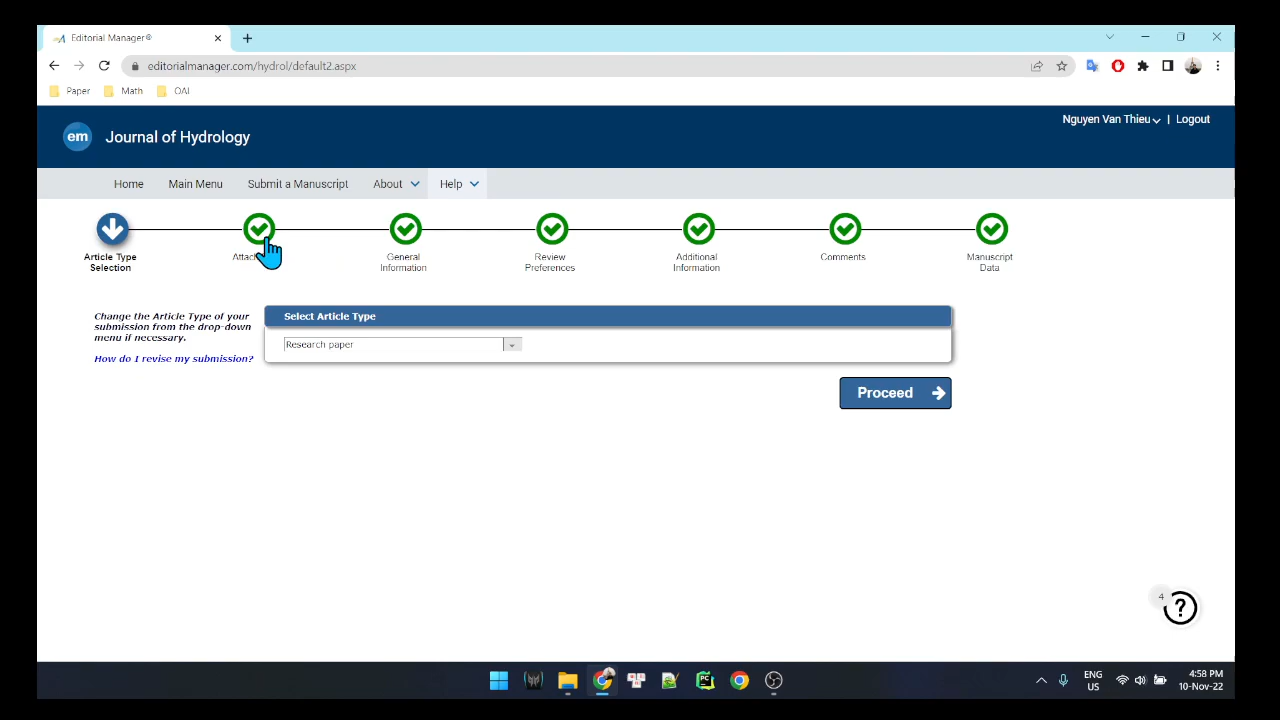 Editorial Manager®
editorialmanager.com/hydrol/default2.aspx
Paper
Math
OAI
Nguyen Van Thieu | Logout
em
Journal of Hydrology
Home
Main Menu
Submit a Manuscript
About
Help
Article Type
Selection
General
Information
Review
Preferences
Additional
Information
Comments
Manuscript
Data
Change the Article Type of your
submission from the drop-down
menu if necessary.
How do I revise my submission?
Select Article Type
Research paper
Proceed
4
?
ENG
US
4:58 PM
10-Nov-22